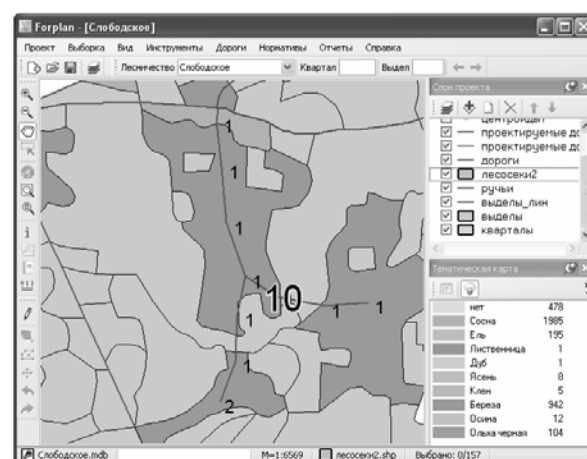 Forplan - [Слободское]
Проект Выборка Вид Инструменты Дороги Нормативы Отчеты Справка
Лесничество Слободское Квартал Выдел
Слои проекта
центроиды1
проектируемые до
проектируемые до
дороги
лесосеки2
ручьи
выделы_лин
выделы
кварталы
Тематическая карта
нет 478
Сосна 1985
Ель 195
Лиственница 1
Дуб 1
Ясень 8
Клен 5
Береза 942
Осина 12
Ольха черная 104
1
1
1
1
10
1
1
1
1
2
Слободское.mdb M=1:6569 лесосеки2.shp Выбрано: 0/157